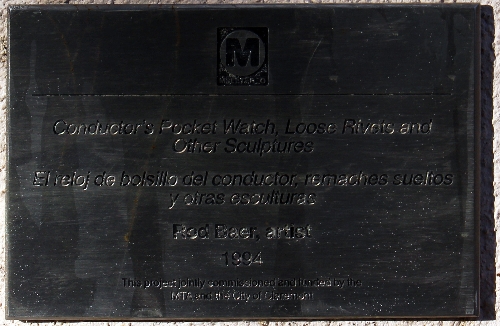 M
Conductor's Pocket Watch, Loose Rivets and
Other Sculptures
El reloj de bolsillo del conductor, remaches sueltos
y otras esculturas
Rod Baer, artist
1994
This project jointly commissioned and funded by the
MTA and the City of Claremont